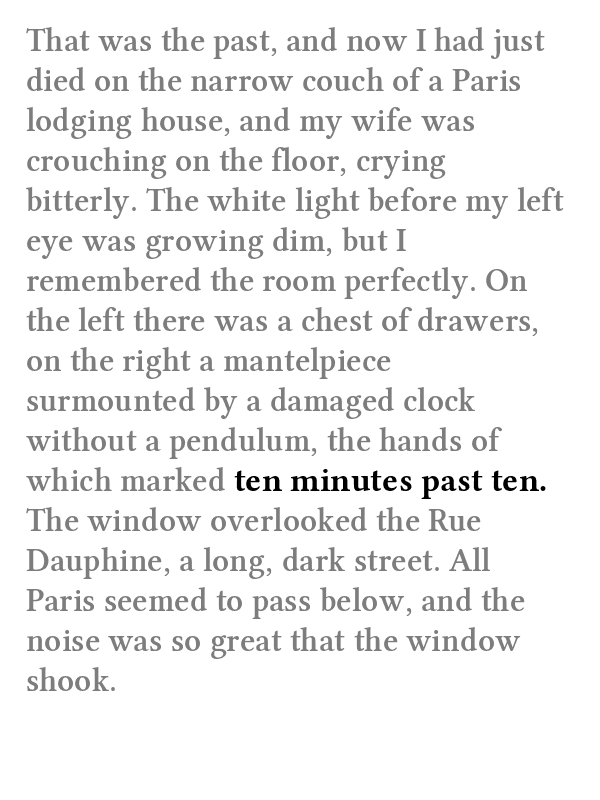 That was the past, and now I had just
died on the narrow couch of a Paris
lodging house, and my wife was
crouching on the floor, crying
bitterly. The white light before my left
eye was growing dim, but I
remembered the room perfectly. On
the left there was a chest of drawers,
on the right a mantelpiece
surmounted by a damaged clock
without a pendulum, the hands of
which marked ten minutes past ten.
The window overlooked the Rue
Dauphine, a long, dark street. All
Paris seemed to pass below, and the
noise was so great that the window
shook.